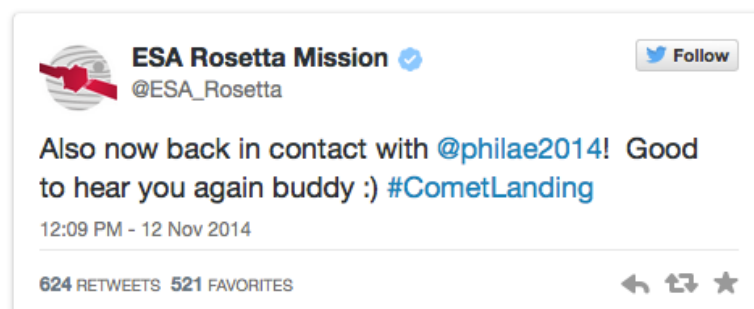 ESA Rosetta Mission
Follow
@ESA_Rosetta
Also now back in contact with @philae2014!  Good
to hear you again buddy :) #CometLanding
12:09 PM - 12 Nov 2014
624 RETWEETS  521 FAVORITES